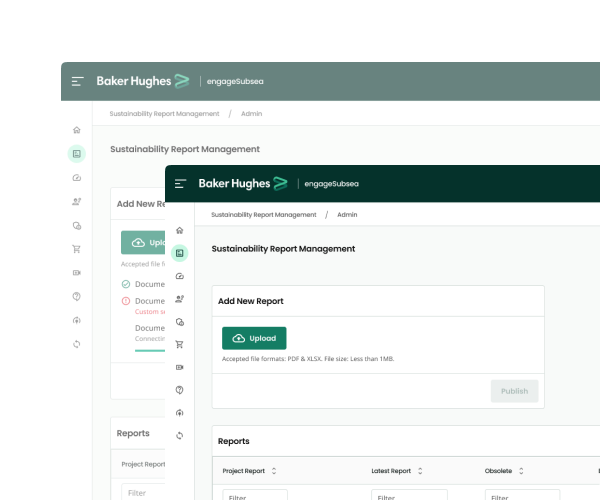 Baker Hughes engageSubsea
Sustainability Report Management / Admin
Sustainability Report Management
Add New Re
Uplo
Accepted file f
Docume
Docume
Custom se
Docume
Connectin
Reports
Project Report
Filter
Baker Hughes engageSubsea
Sustainability Report Management / Admin
Sustainability Report Management
Add New Report
Upload
Accepted file formats: PDF & XLSX. File size: Less than 1MB.
Publish
Reports
Project Report Latest Report Obsolete
Filter Filter Filter